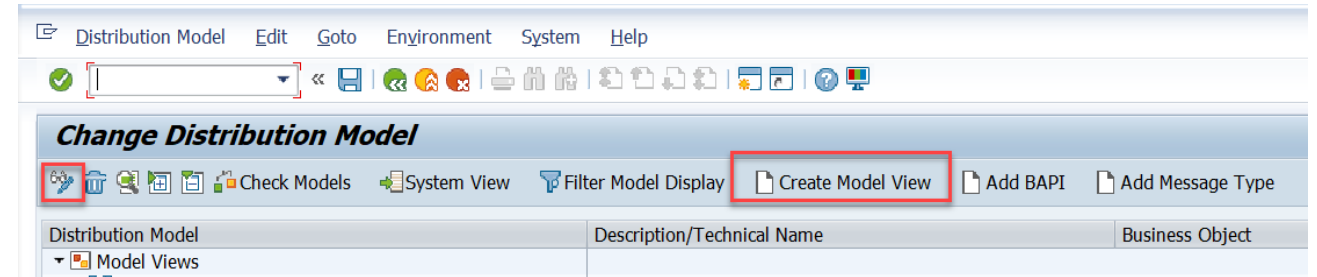 Distribution Model Edit Goto Environment System Help
Change Distribution Model
Check Models System View Filter Model Display Create Model View Add BAPI Add Message Type
Distribution Model Description/Technical Name Business Object
Model Views